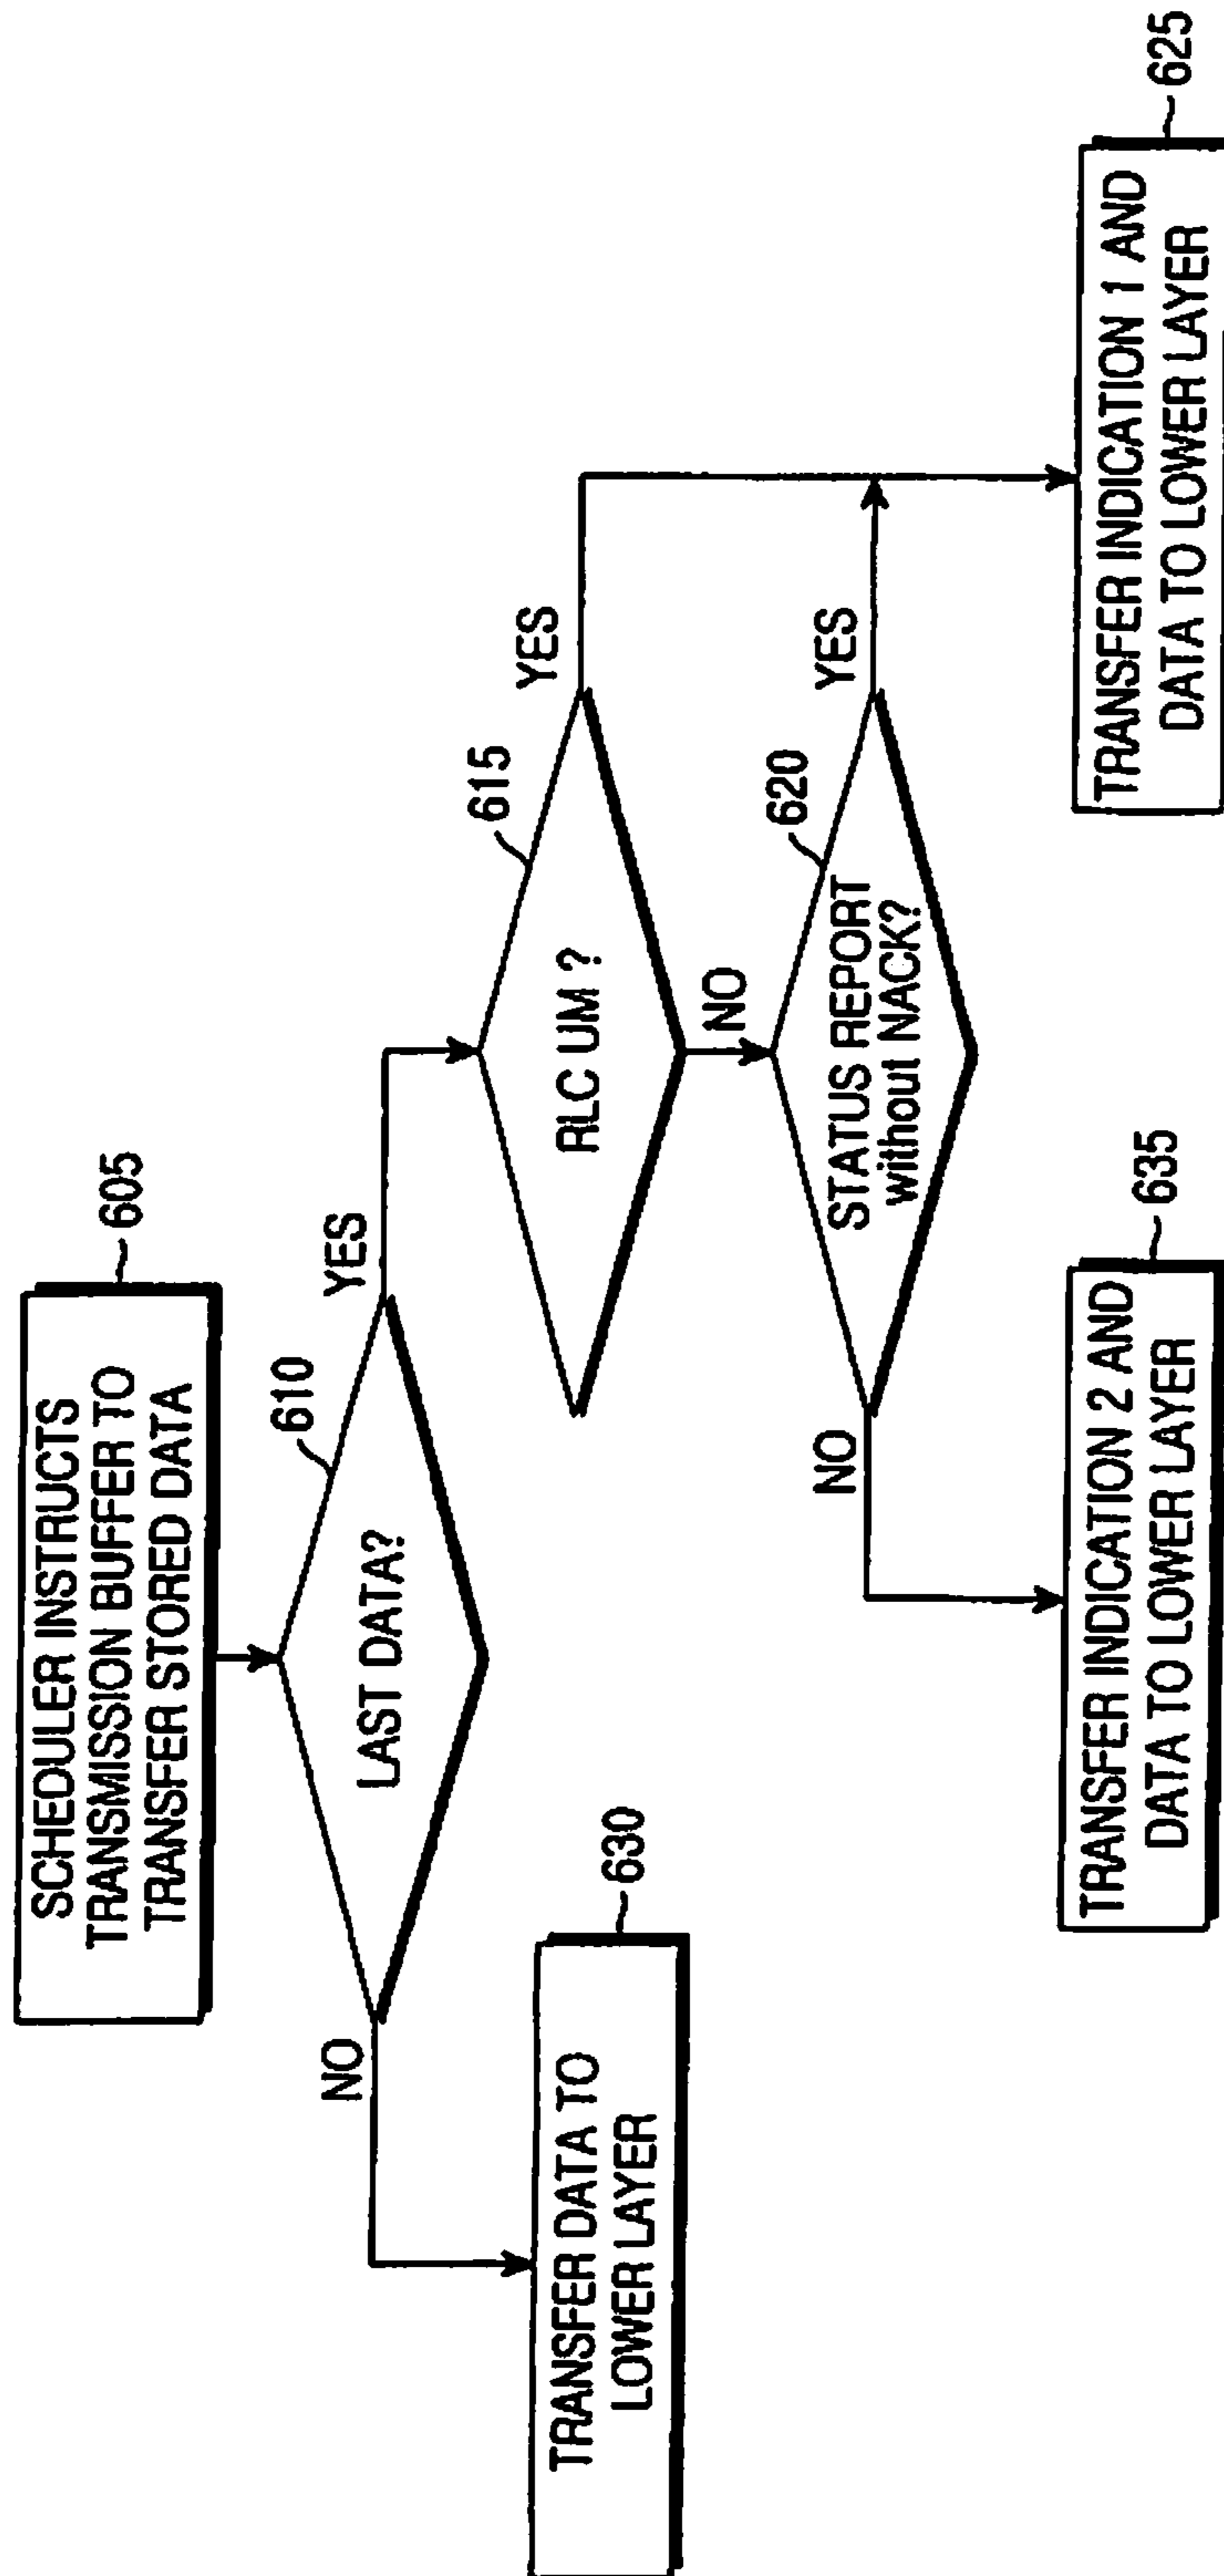 SCHEDULER INSTRUCTS
TRANSMISSION BUFFER TO
TRANSFER STORED DATA
605
610
LAST DATA?
NO
YES
TRANSFER DATA TO
LOWER LAYER
630
615
RLC UM ?
YES
NO
620
STATUS REPORT
without NACK?
YES
NO
TRANSFER INDICATION 2 AND
DATA TO LOWER LAYER
635
TRANSFER INDICATION 1 AND
DATA TO LOWER LAYER
625